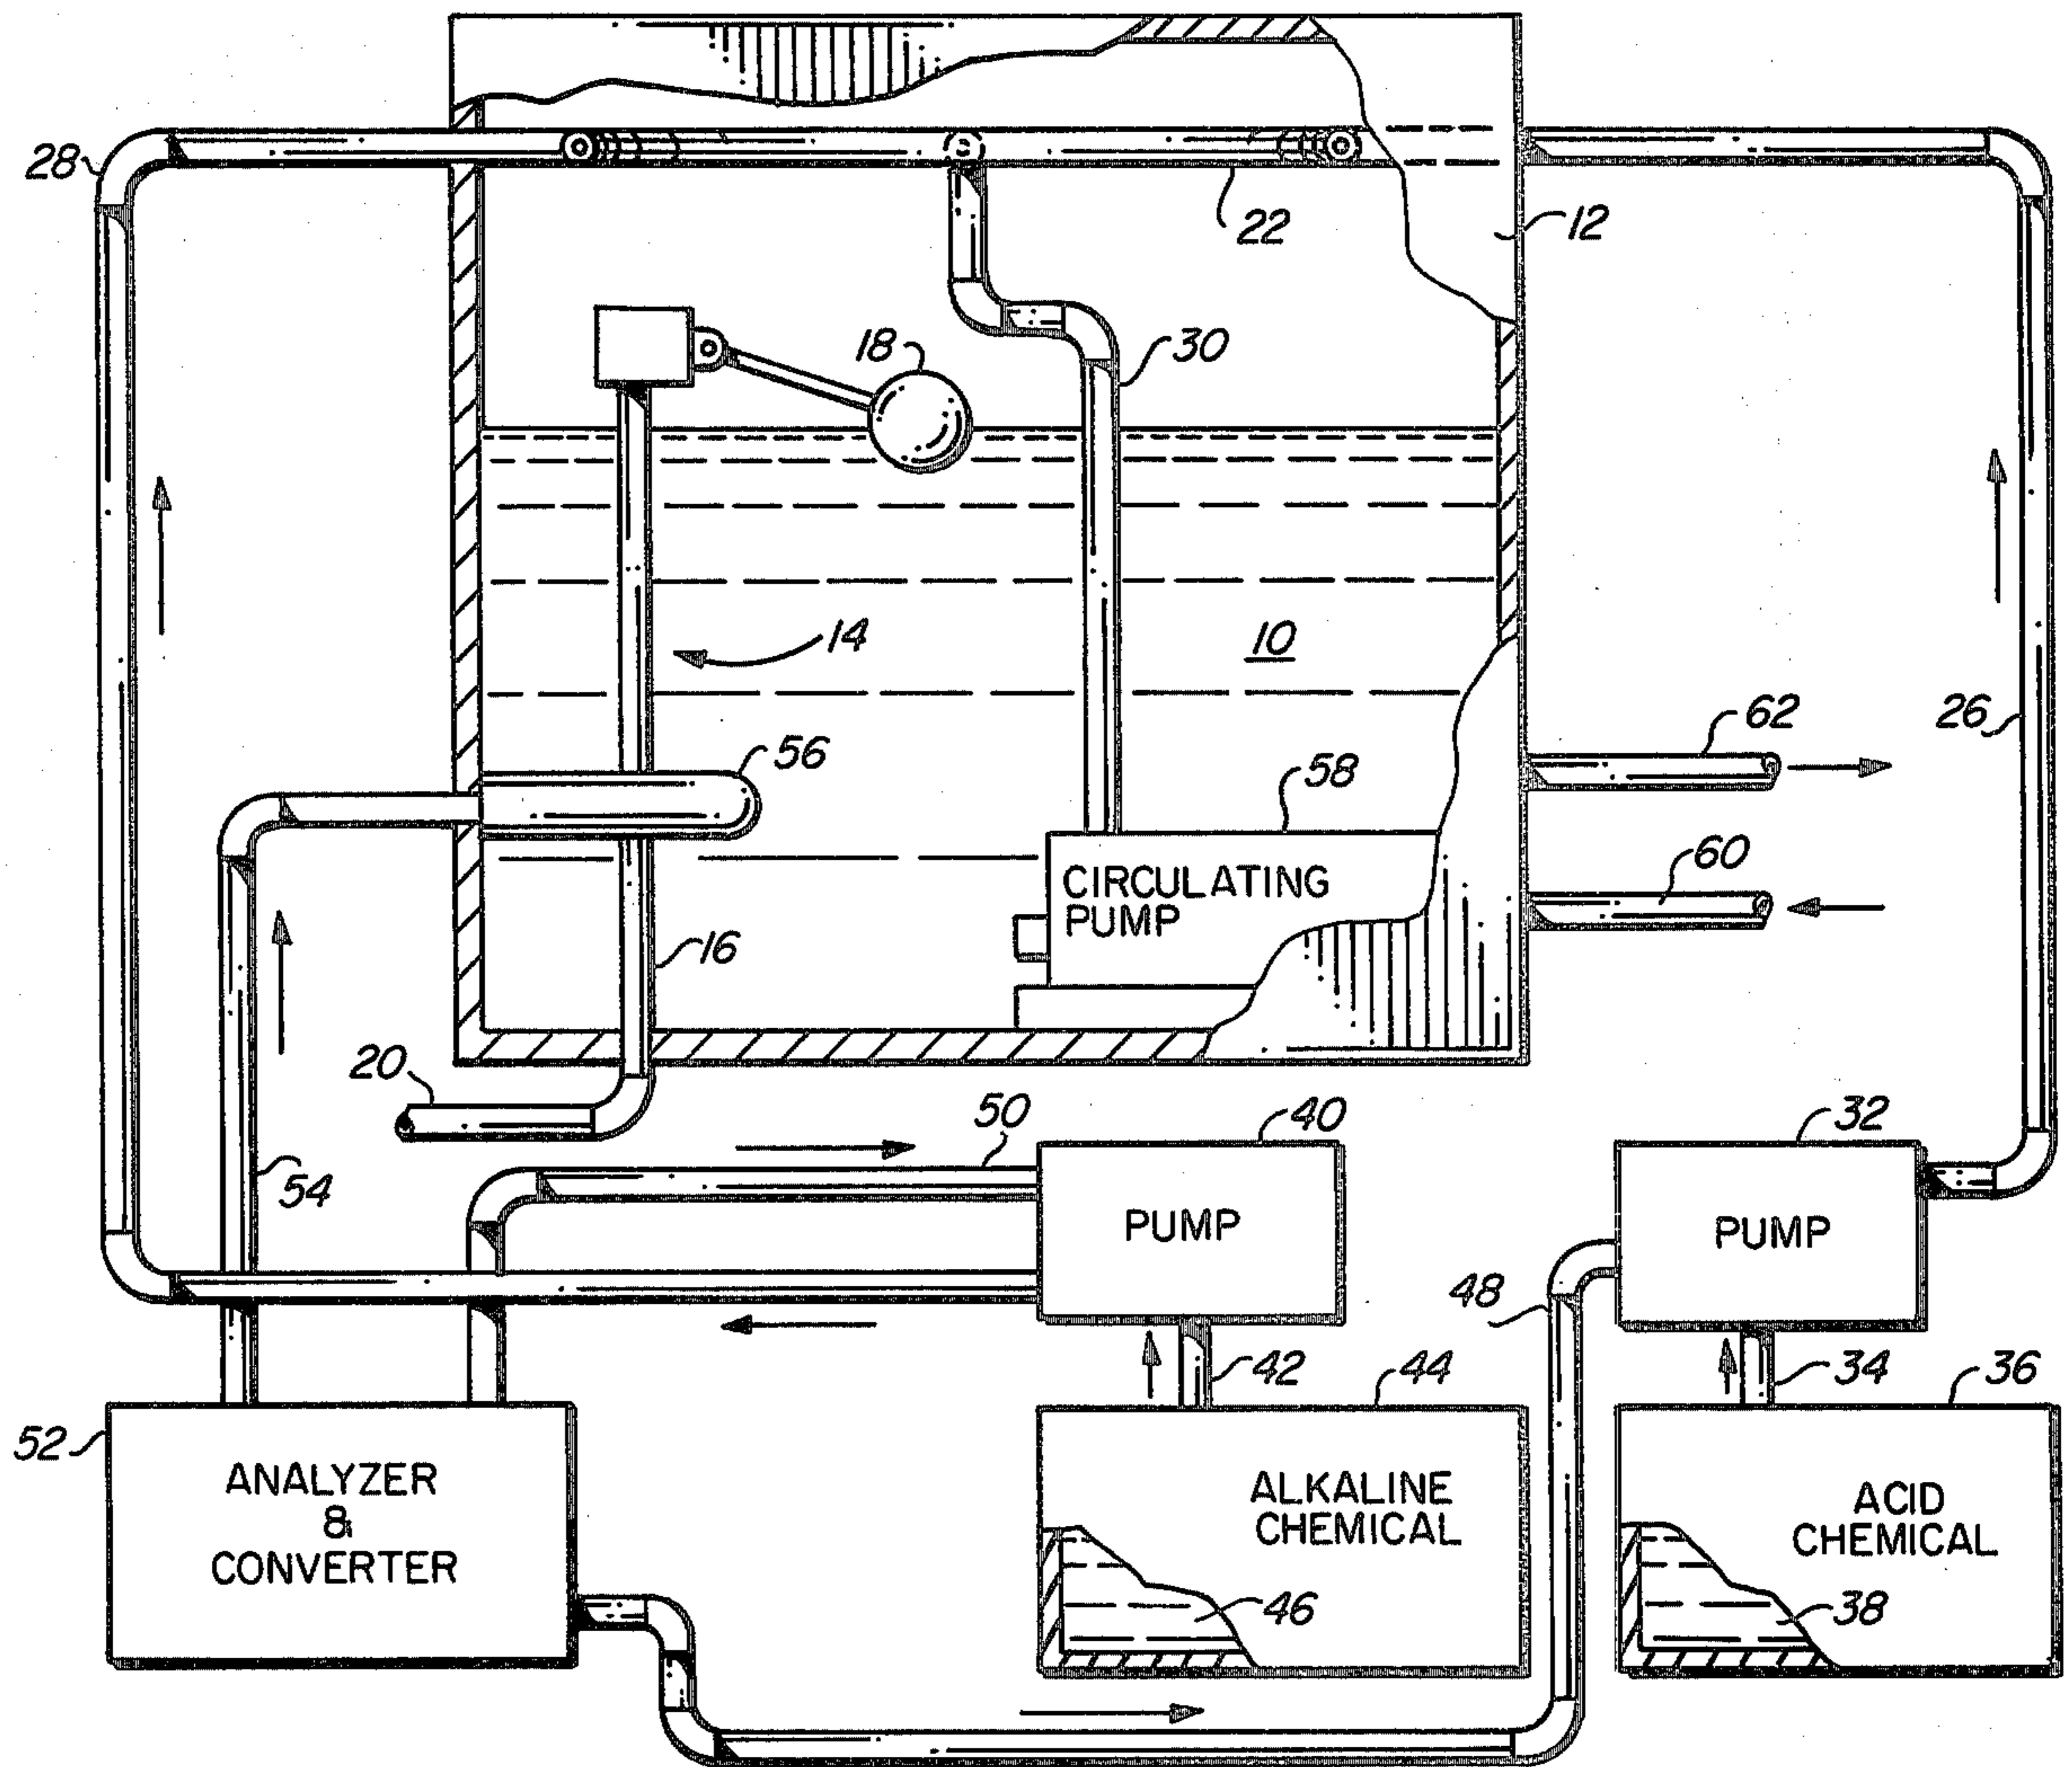 28
22
12
18
30
14
10
62
26
56
58
60
CIRCULATING
PUMP
16
20
50
40
32
54
PUMP
PUMP
48
42
44
34
36
52
ANALYZER
&
CONVERTER
ALKALINE
CHEMICAL
ACID
CHEMICAL
46
38